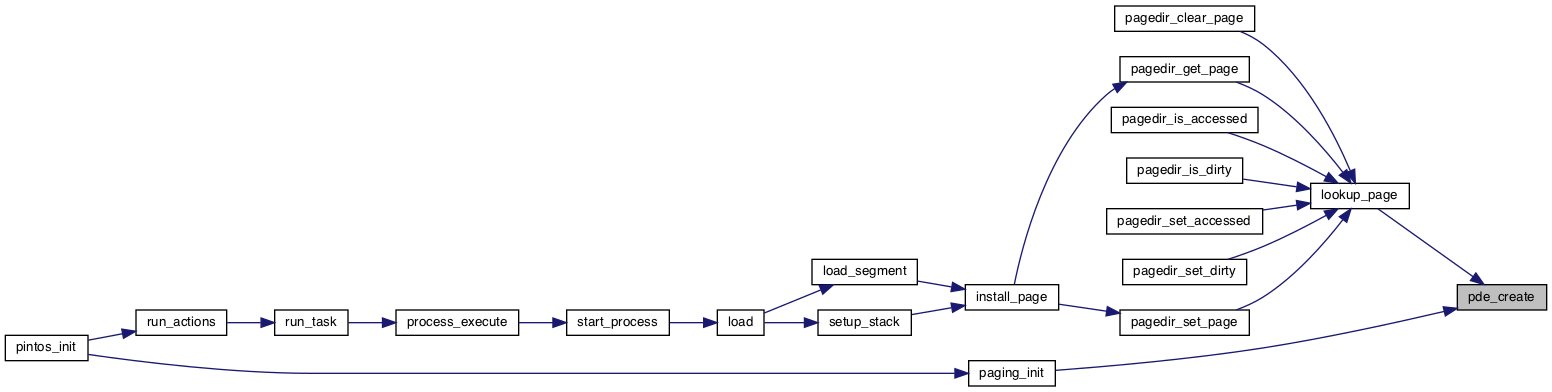 pagedir_clear_page
pagedir_get_page
pagedir_is_accessed
pagedir_is_dirty
lookup_page
pagedir_set_accessed
pagedir_set_dirty
load_segment
install_page
pde_create
run_actions
run_task
process_execute
start_process
load
setup_stack
pagedir_set_page
pintos_init
paging_init